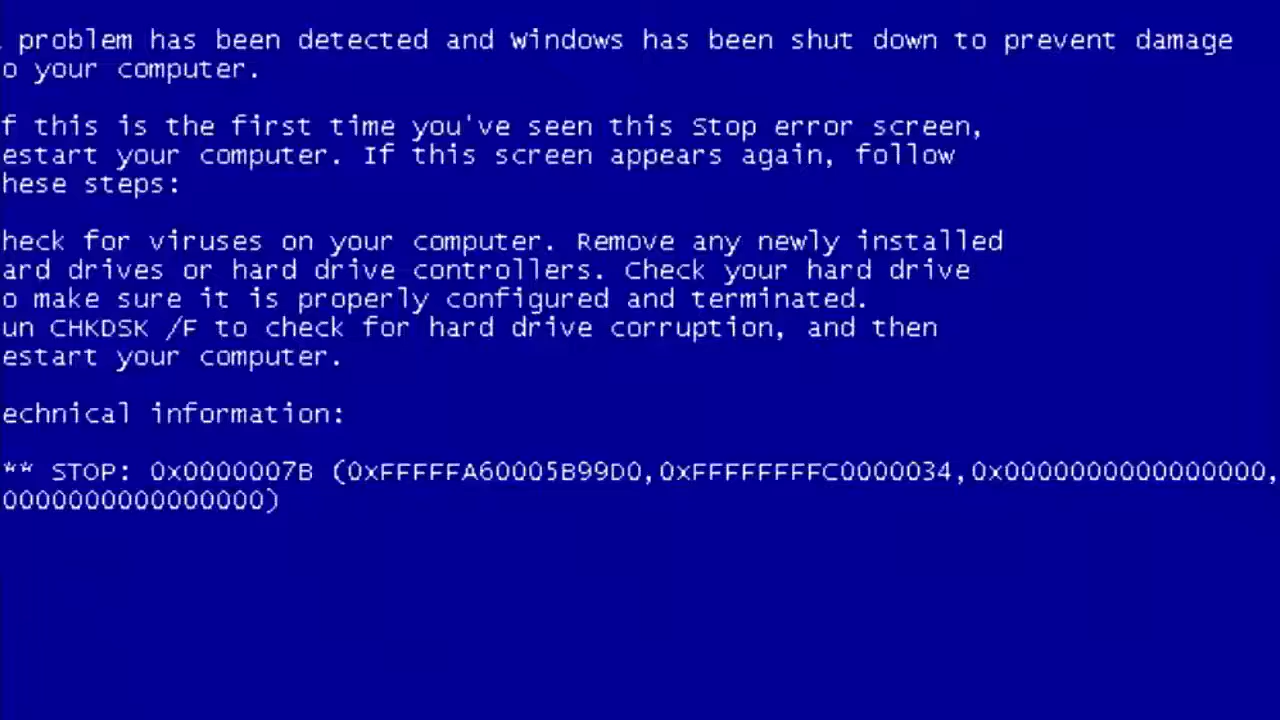 problem has been detected and Windows has been shut down to prevent damage
o your computer.
f this is the first time you've seen this Stop error screen,
estart your computer. If this screen appears again, follow
hese steps:
heck for viruses on your computer. Remove any newly installed
ard drives or hard drive controllers. Check your hard drive
o make sure it is properly configured and terminated.
un CHKDSK /F to check for hard drive corruption, and then
estart your computer.
echnical information:
** STOP: 0x0000007B (0xFFFFFA60005B99D0,0xFFFFFFFFC0000034,0x0000000000000000,
0000000000000000)